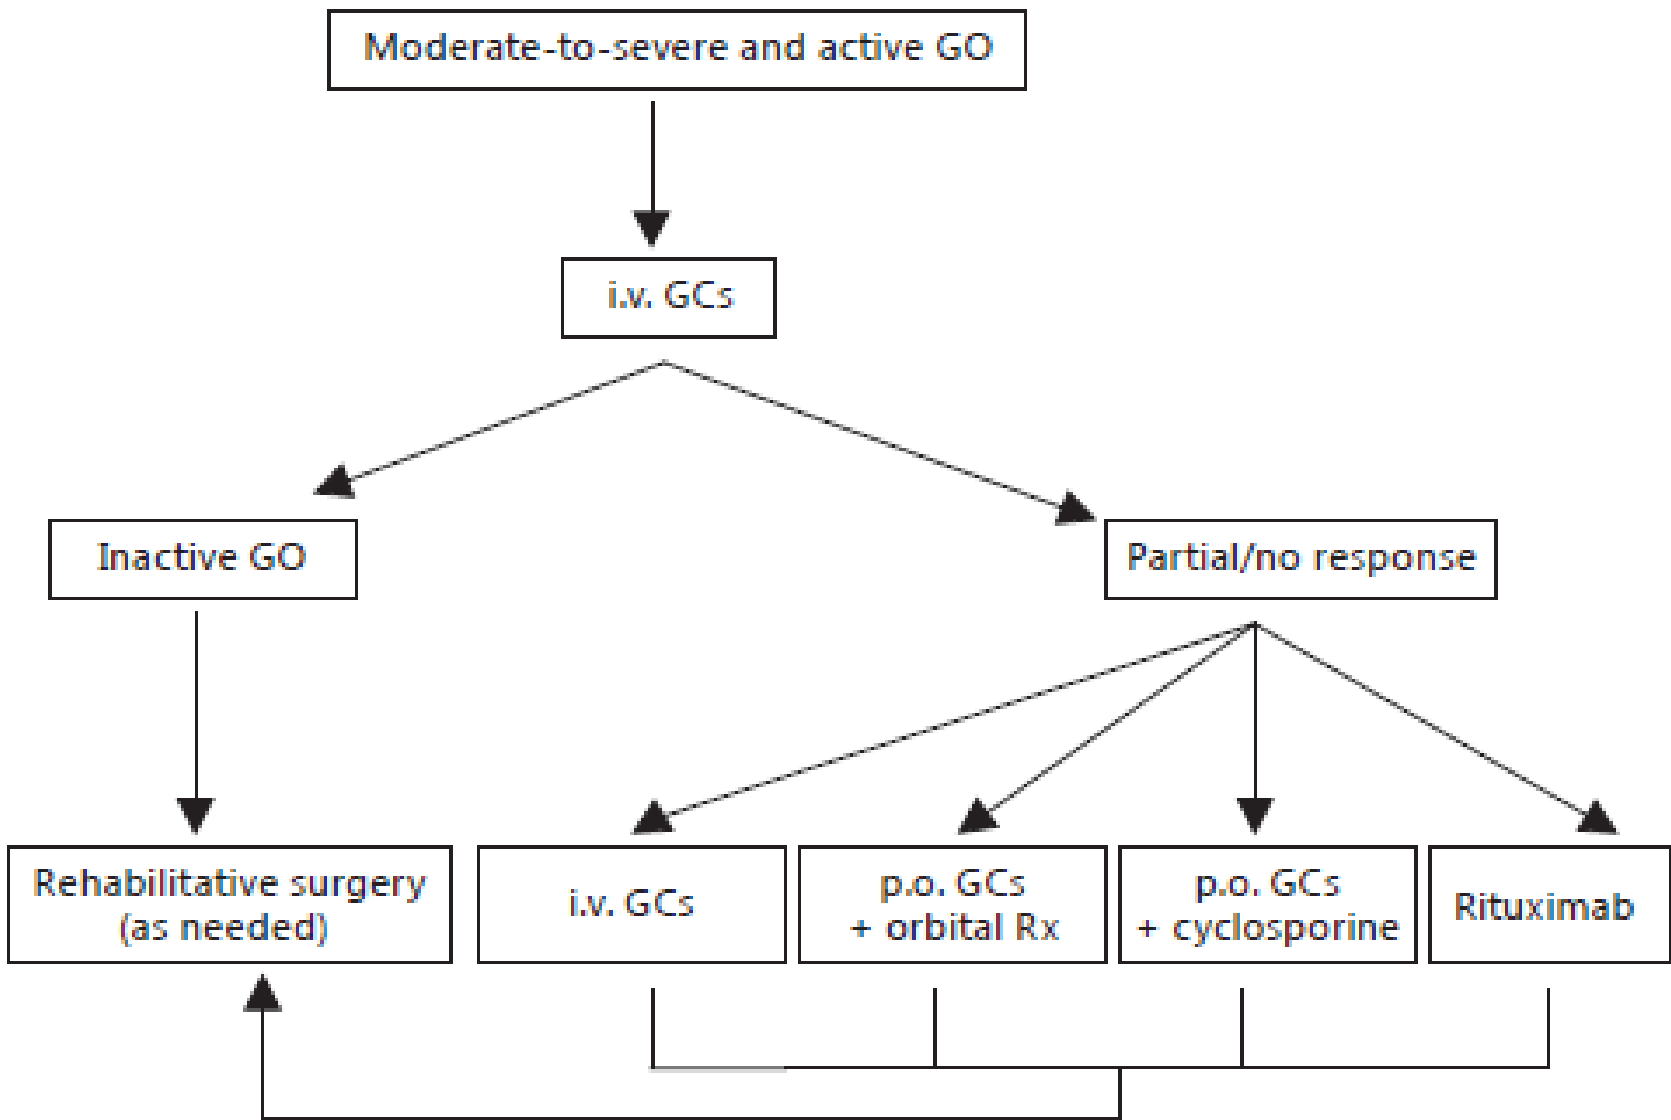 Moderate-to-severe and active GO
i.v. GCs
Inactive GO
Partial/no response
Rehabilitative surgery
(as needed)
i.v. GCs
p.o. GCs
+ orbital Rx
p.o. GCs
+ cyclosporine
Rituximab